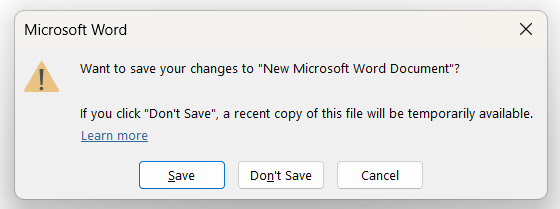 Microsoft Word
Want to save your changes to "New Microsoft Word Document"?
If you click "Don't Save", a recent copy of this file will be temporarily available.
Learn more
Save
Don't Save
Cancel